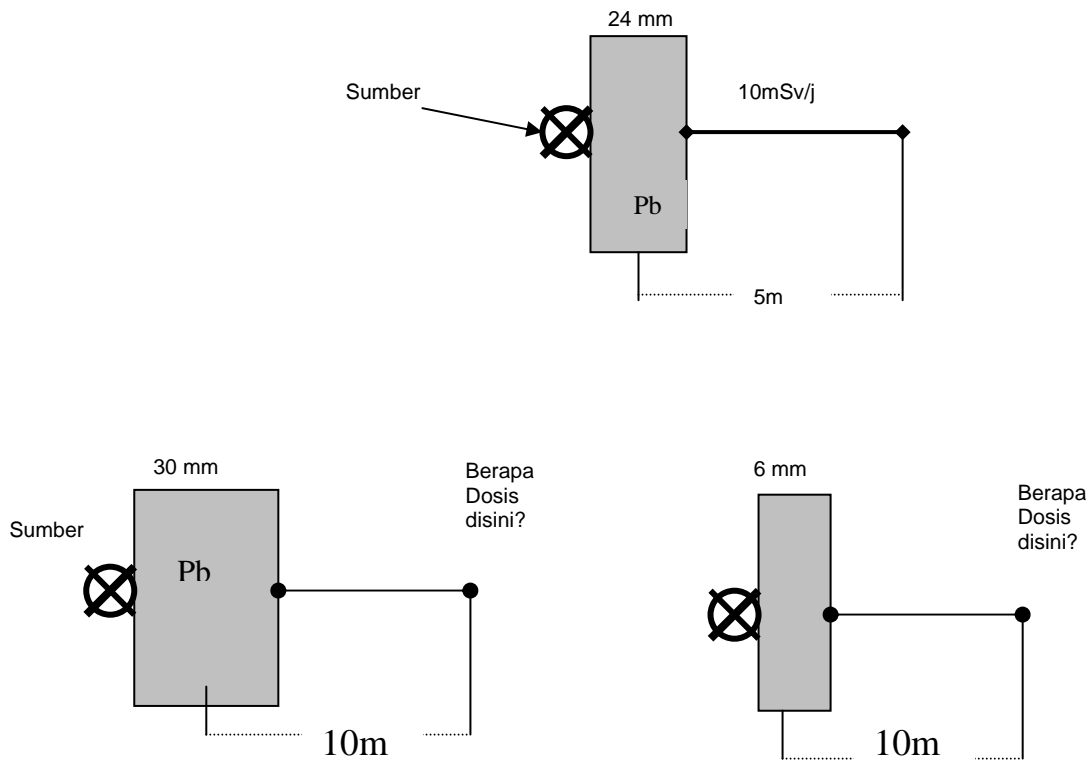 24 mm
Sumber
10mSv/j
Pb
5m
30 mm
Berapa
Dosis
disini?
Sumber
Pb
10m
6 mm
Berapa
Dosis
disini?
10m